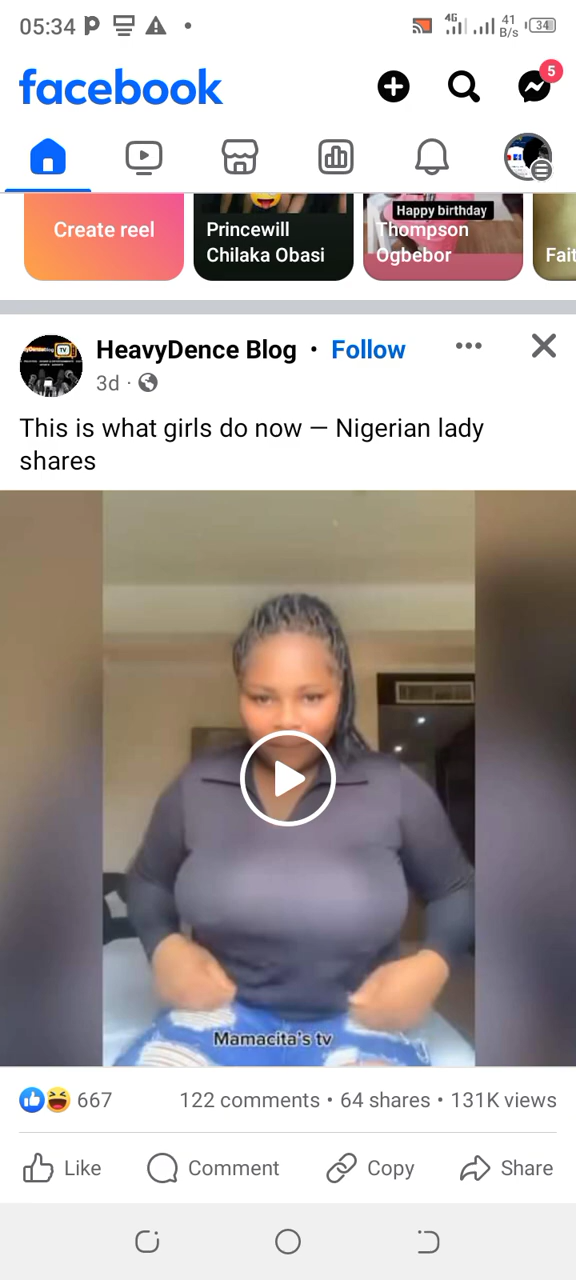 05:34
4G
41
B/s
34
facebook
5
Create reel
Princewill
Chilaka Obasi
Happy birthday
Thompson
Ogbebor
Fait
HeavyDence Blog • Follow
3d
This is what girls do now — Nigerian lady
shares
Mamacita's tv
667
122 comments • 64 shares • 131K views
Like
Comment
Copy
Share